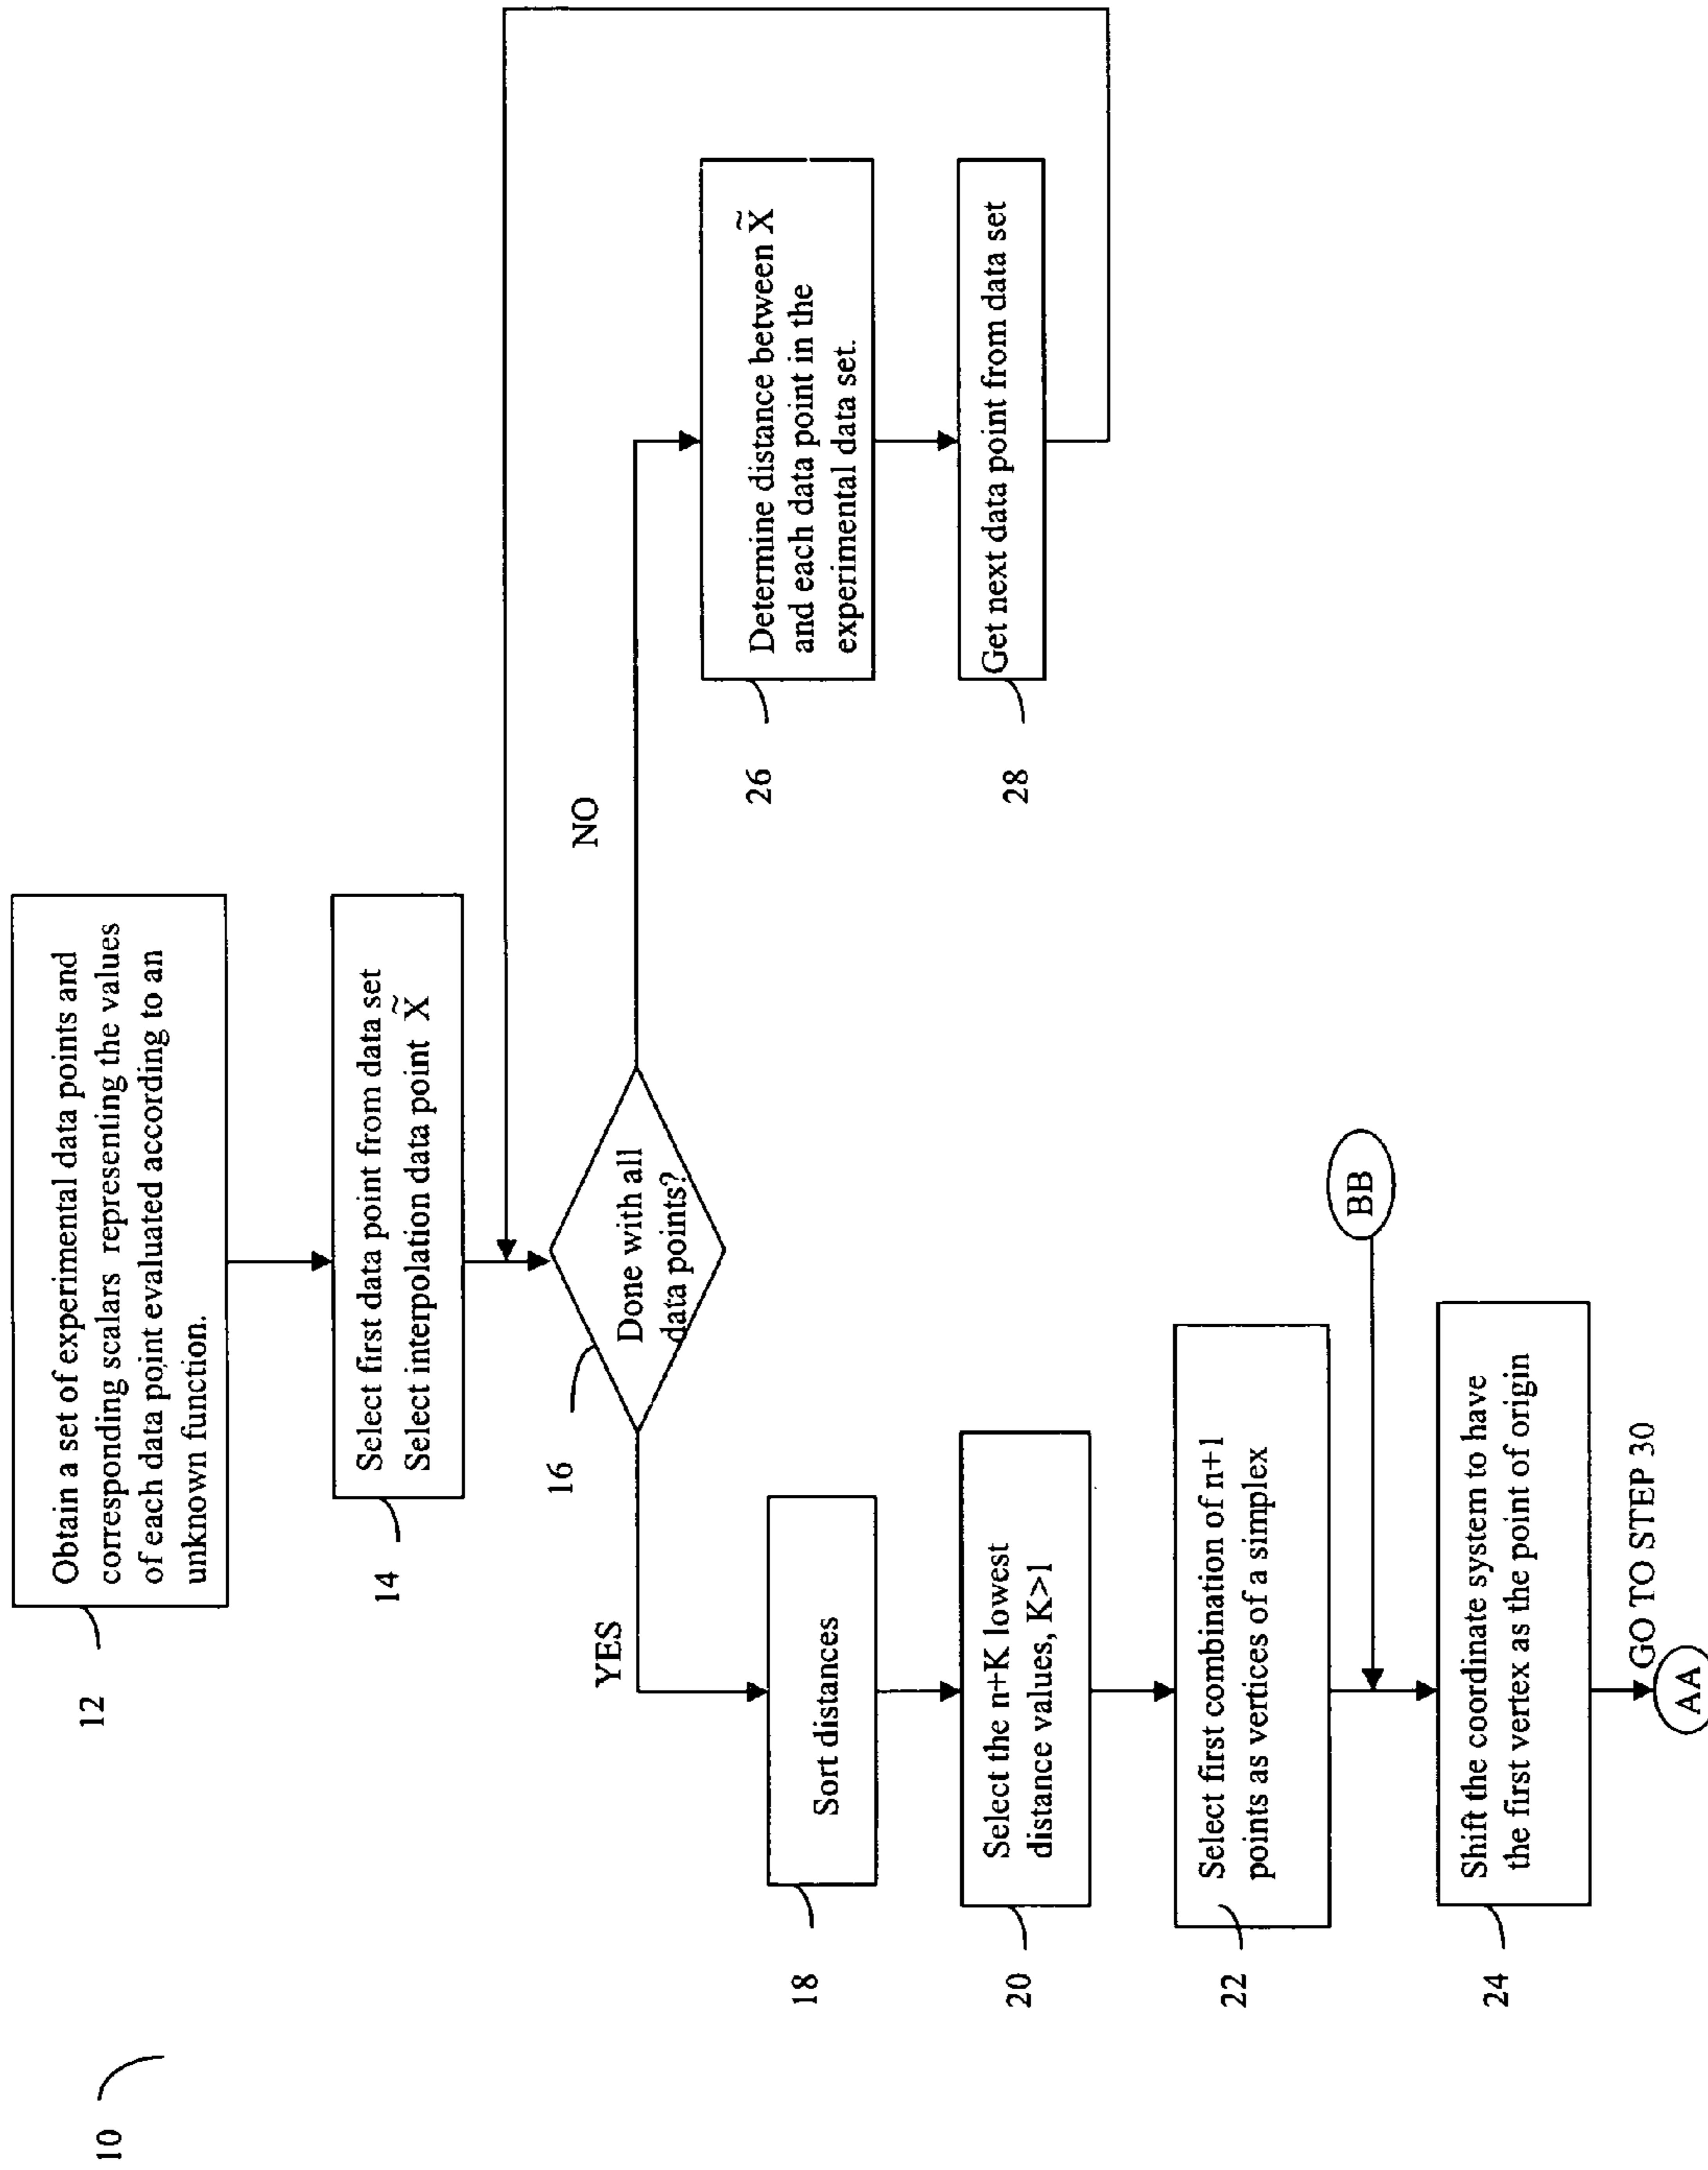 10
12
Obtain a set of experimental data points and
corresponding scalars representing the values
of each data point evaluated according to an
unknown function.
14
Select first data point from data set
Select interpolation data point X̃
16
Done with all
data points?
YES
NO
18
Sort distances
20
Select the n+K lowest
distance values, K>1
22
Select first combination of n+1
points as vertices of a simplex
BB
24
Shift the coordinate system to have
the first vertex as the point of origin
GO TO STEP 30
AA
26
Determine distance between X̃
and each data point in the
experimental data set.
28
Get next data point from data set